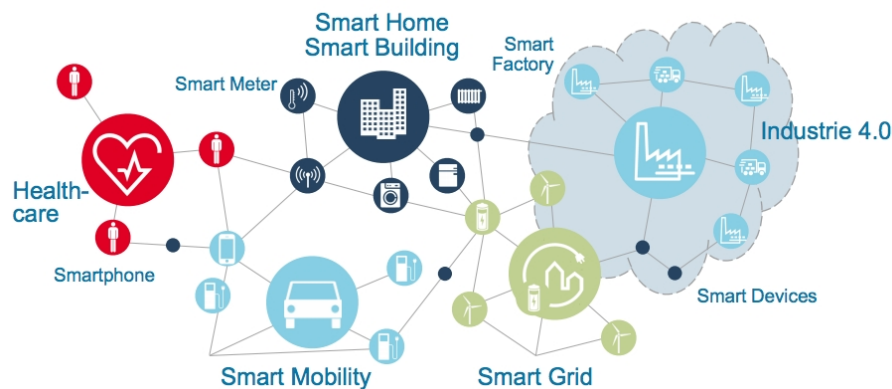 Smart Home
Smart Building
Smart
Factory
Smart Meter
Industrie 4.0
Health-
care
Smartphone
Smart Devices
Smart Mobility
Smart Grid